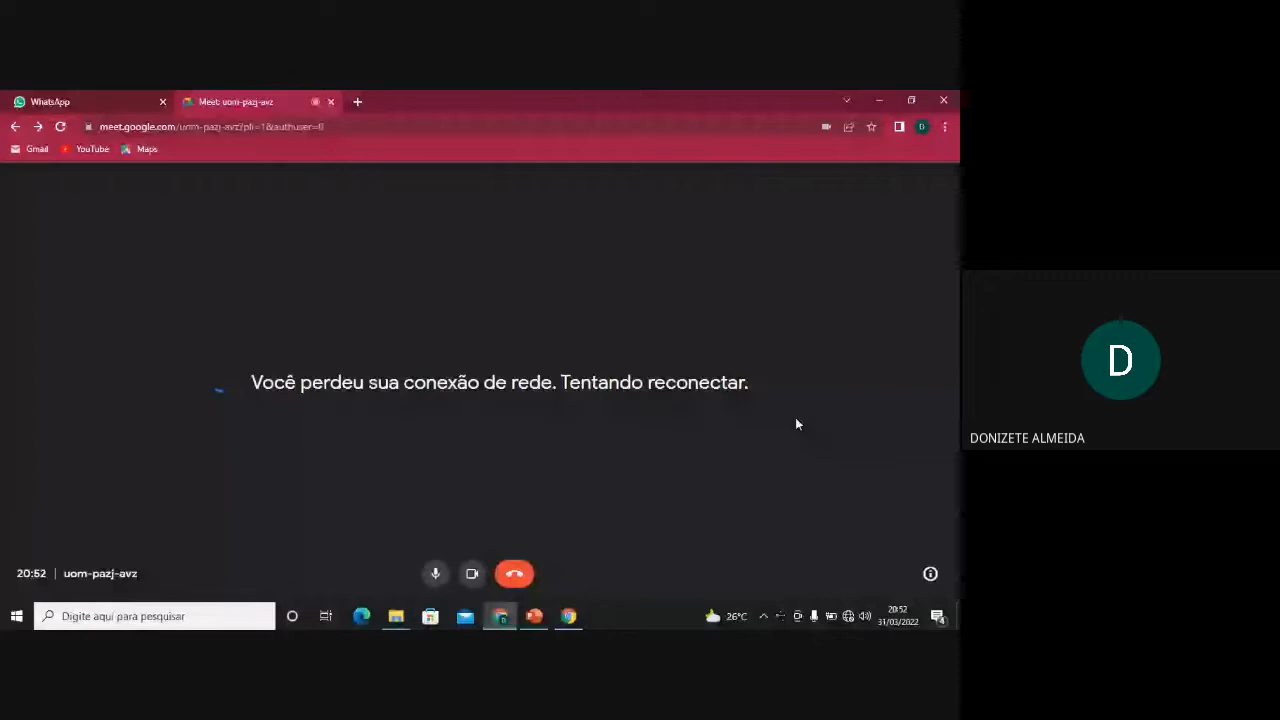 WhatsApp
Meet: uom-pazj-avz
meet.google.com/uom-pazj-avz?pli=1&authuser=0
D
Gmail
YouTube
Maps
Você perdeu sua conexão de rede. Tentando reconectar.
D
DONIZETE ALMEIDA
20:52 | uom-pazj-avz
Digite aqui para pesquisar
26°C
20:52
31/03/2022
4